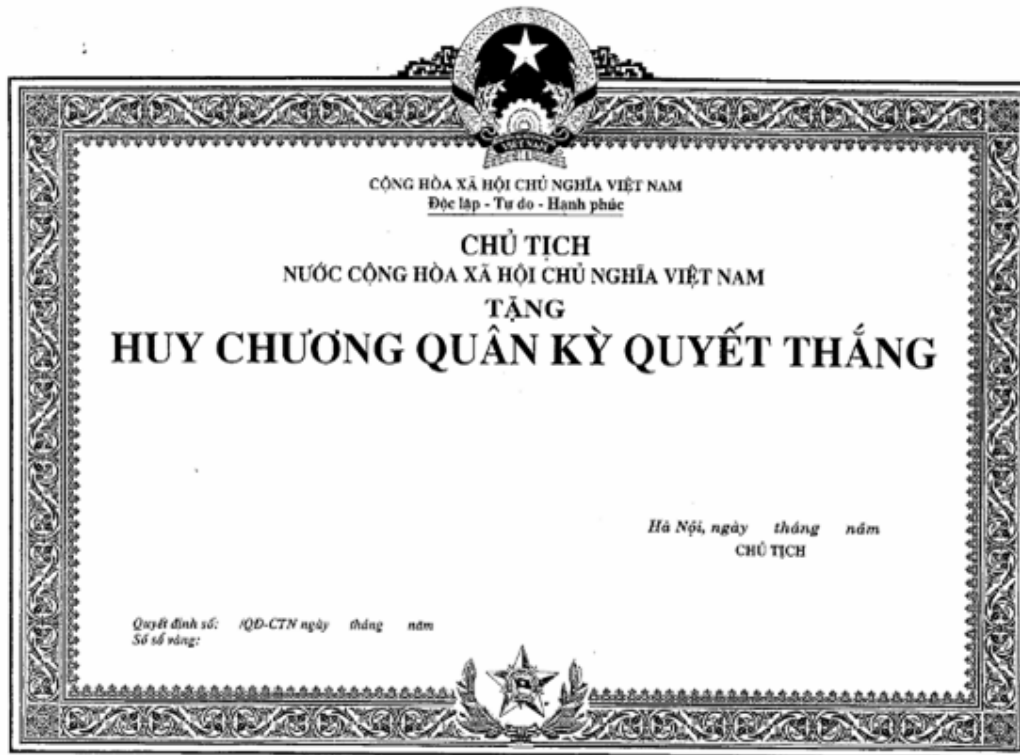 VIỆT NAM
CỘNG HÒA XÃ HỘI CHỦ NGHĨA VIỆT NAM
Độc lập - Tự do - Hạnh phúc
CHỦ TỊCH
NƯỚC CỘNG HÒA XÃ HỘI CHỦ NGHĨA VIỆT NAM
TẶNG
HUY CHƯƠNG QUÂN KỲ QUYẾT THẮNG
Hà Nội, ngày tháng năm
CHỦ TỊCH
Quyết định số: /QĐ-CTN ngày tháng năm
Số sổ vàng: